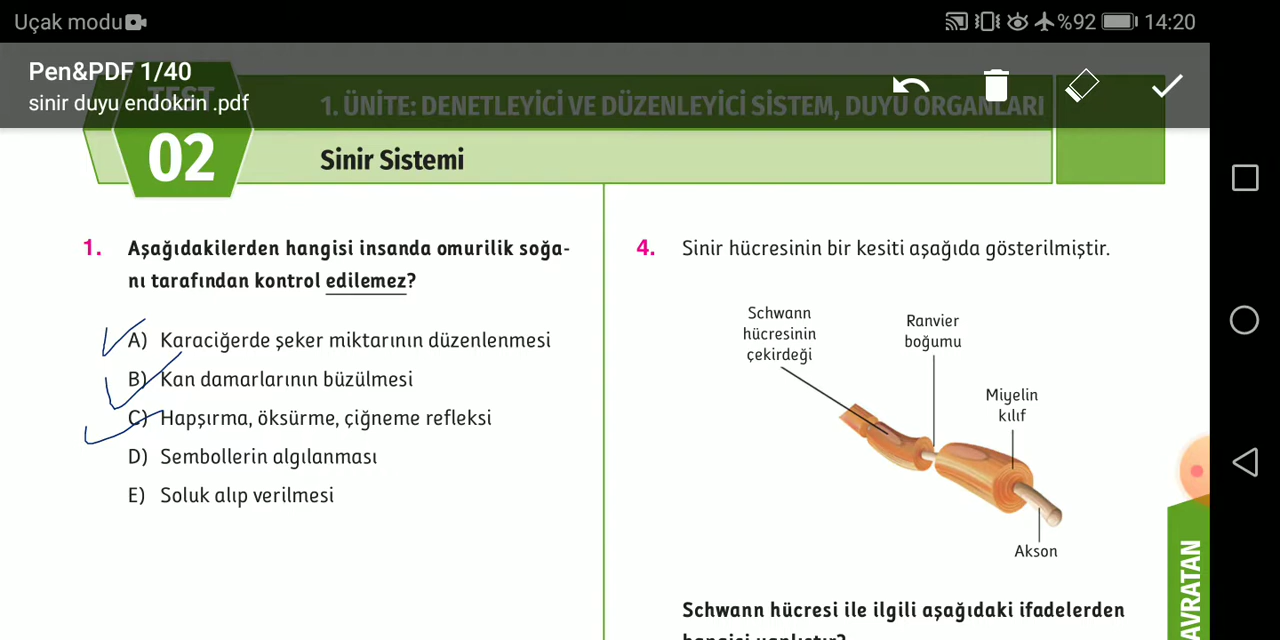 Uçak modu
%92 14:20
Pen&PDF 1/40
sinir duyu endokrin .pdf
TEST
02
1. ÜNİTE: DENETLEYİCİ VE DÜZENLEYİCİ SİSTEM, DUYU ORGANLARI
Sinir Sistemi
1. Aşağıdakilerden hangisi insanda omurilik soğa-
nı tarafından kontrol edilemez?
A) Karaciğerde şeker miktarının düzenlenmesi
B) Kan damarlarının büzülmesi
C) Hapşırma, öksürme, çiğneme refleksi
D) Sembollerin algılanması
E) Soluk alıp verilmesi
4. Sinir hücresinin bir kesiti aşağıda gösterilmiştir.
Schwann
hücresinin
çekirdeği
Ranvier
boğumu
Miyelin
kılıf
Akson
Schwann hücresi ile ilgili aşağıdaki ifadelerden
hangisi yanlıştır?
AVRATAN